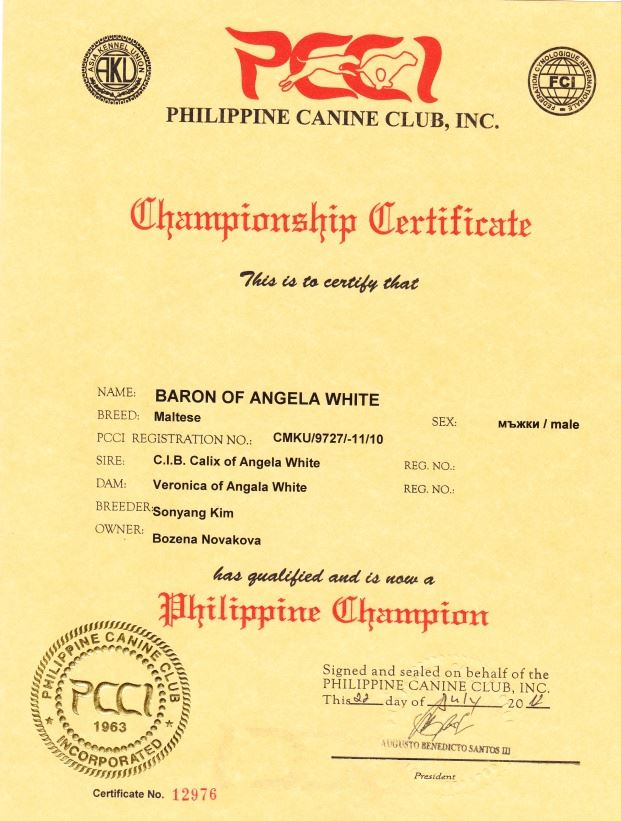 ASIA KENNEL UNION
AKU
PCCI
FEDERATION CYNOLOGIQUE INTERNATIONALE
FCI
PHILIPPINE CANINE CLUB, INC.
Championship Certificate
This is to certify that
NAME: BARON OF ANGELA WHITE
BREED: Maltese
SEX: мъжки / male
PCCI REGISTRATION NO.: CMKU/9727/-11/10
SIRE: C.I.B. Calix of Angela White REG. NO.:
DAM: Veronica of Angala White REG. NO.:
BREEDER: Sonyang Kim
OWNER: Bozena Novakova
has qualified and is now a
Philippine Champion
PHILIPPINE CANINE CLUB
PCCI
1963
INCORPORATED
Signed and sealed on behalf of the
PHILIPPINE CANINE CLUB, INC.
This 22 day of July 2012
AUGUSTO BENEDICTO SANTOS III
President
Certificate No. 12976